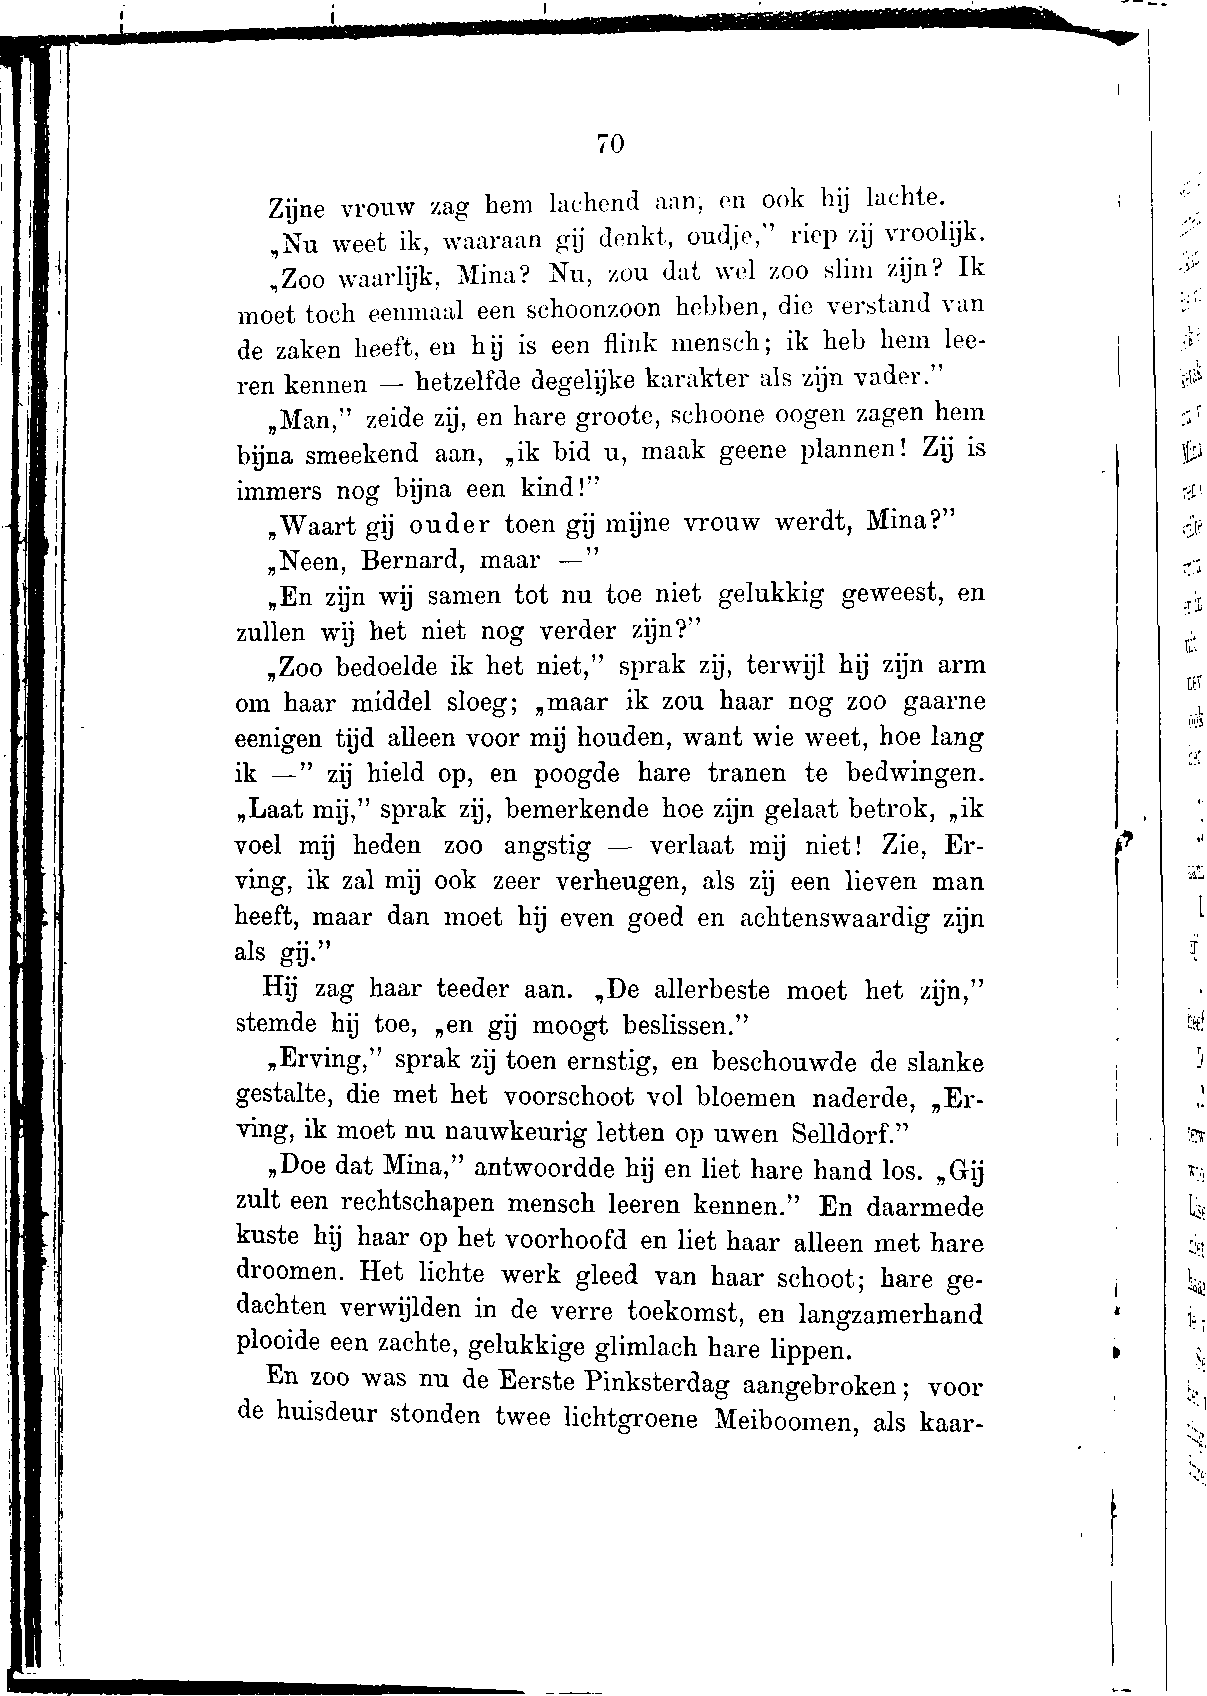 70
Zijne vrouw zag hem lachend aan, en ook hij lachte.
„Nu weet ik, waaraan gij denkt, oudje,” riep zij vroolijk.
„Zoo waarlijk, Mina? Nu, zou dat wel zoo slim zijn? Ik
moet toch eenmaal een schoonzoon hebben, die verstand van
de zaken heeft, en hij is een flink mensch; ik heb hem lee-
ren kennen — hetzelfde degelijke karakter als zijn vader.”
„Man,” zeide zij, en hare groote, schoone oogen zagen hem
bijna smeekend aan, „ik bid u, maak geene plannen! Zij is
immers nog bijna een kind!”
„Waart gij ouder toen gij mijne vrouw werdt, Mina?”
„Neen, Bernard, maar —”
„En zijn wij samen tot nu toe niet gelukkig geweest, en
zullen wij het niet nog verder zijn?”
„Zoo bedoelde ik het niet,” sprak zij, terwijl hij zijn arm
om haar middel sloeg; „maar ik zou haar nog zoo gaarne
eenigen tijd alleen voor mij houden, want wie weet, hoe lang
ik —” zij hield op, en poogde hare tranen te bedwingen.
„Laat mij,” sprak zij, bemerkende hoe zijn gelaat betrok, „ik
voel mij heden zoo angstig — verlaat mij niet! Zie, Er-
ving, ik zal mij ook zeer verheugen, als zij een lieven man
heeft, maar dan moet hij even goed en achtenswaardig zijn
als gij.”
Hij zag haar teeder aan. „De allerbeste moet het zijn,”
stemde hij toe, „en gij moogt beslissen.”
„Erving,” sprak zij toen ernstig, en beschouwde de slanke
gestalte, die met het voorschoot vol bloemen naderde, „Er-
ving, ik moet nu nauwkeurig letten op uwen Selldorf.”
„Doe dat Mina,” antwoordde hij en liet hare hand los. „Gij
zult een rechtschapen mensch leeren kennen.” En daarmede
kuste hij haar op het voorhoofd en liet haar alleen met hare
droomen. Het lichte werk gleed van haar schoot; hare ge-
dachten verwijlden in de verre toekomst, en langzamerhand
plooide een zachte, gelukkige glimlach hare lippen.
En zoo was nu de Eerste Pinksterdag aangebroken; voor
de huisdeur stonden twee lichtgroene Meiboomen, als kaar-